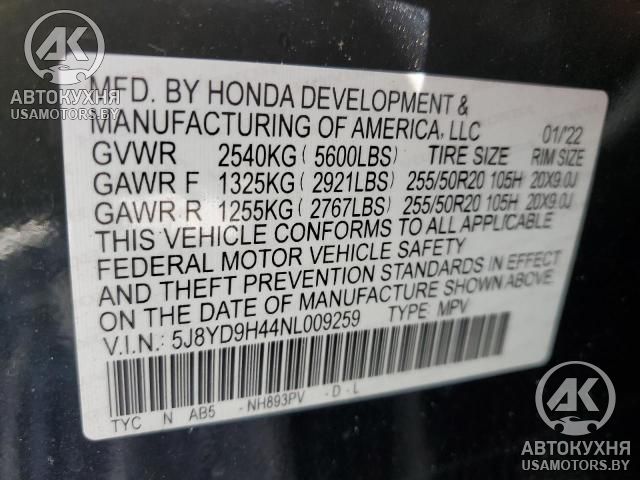 АК
АВТОКУХНЯ
USAMOTORS.BY
MFD. BY HONDA DEVELOPMENT &
MANUFACTURING OF AMERICA, LLC 01/'22
GVWR 2540KG ( 5600LBS) TIRE SIZE RIM SIZE
GAWR F 1325KG ( 2921LBS) 255/50R20 105H 20X9.0J
GAWR R 1255KG ( 2767LBS) 255/50R20 105H 20X9.0J
THIS VEHICLE CONFORMS TO ALL APPLICABLE
FEDERAL MOTOR VEHICLE SAFETY
AND THEFT PREVENTION STANDARDS IN EFFECT
ON THE DATE OF MANUFACTURE SHOWN ABOVE.
V.I.N.: 5J8YD9H44NL009259 TYPE: MPV
TYC N AB5 -NH893PV -D-L
АК
АВТОКУХНЯ
USAMOTORS.BY